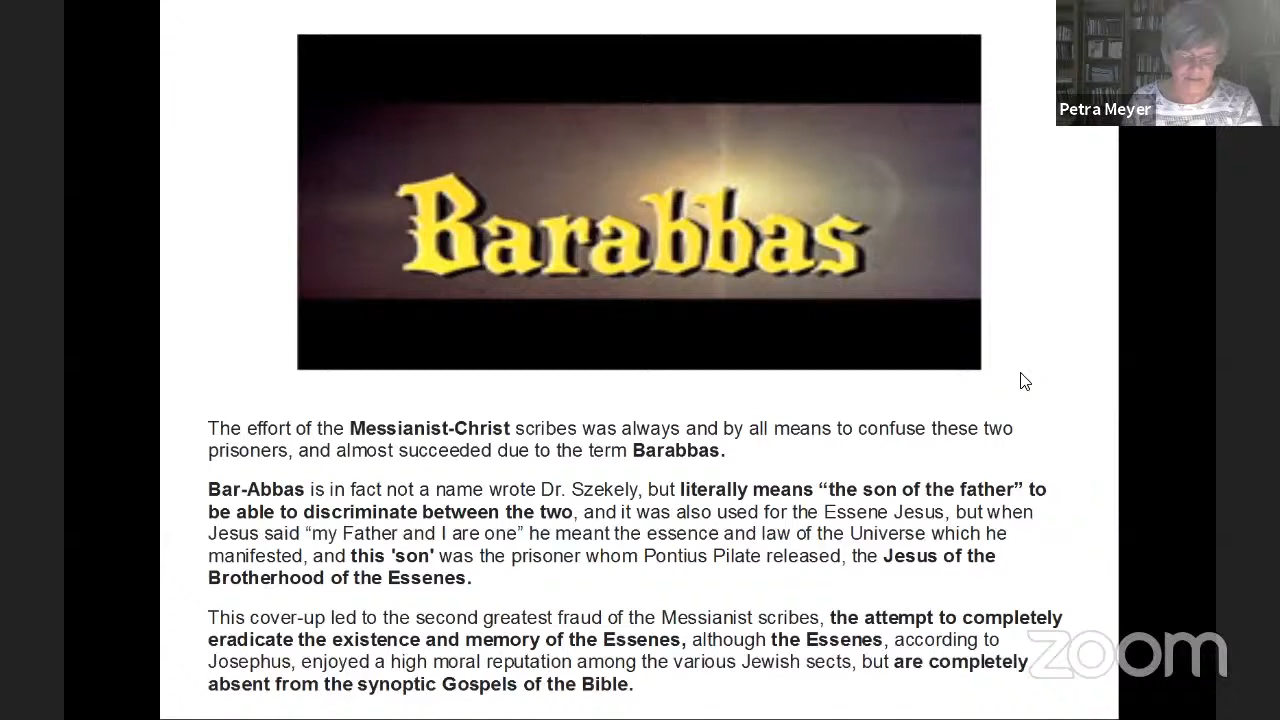 Petra Meyer
Barabbas
The effort of the Messianist-Christ scribes was always and by all means to confuse these two
prisoners, and almost succeeded due to the term Barabbas.
Bar-Abbas is in fact not a name wrote Dr. Szekely, but literally means “the son of the father” to
be able to discriminate between the two, and it was also used for the Essene Jesus, but when
Jesus said “my Father and I are one” he meant the essence and law of the Universe which he
manifested, and this 'son' was the prisoner whom Pontius Pilate released, the Jesus of the
Brotherhood of the Essenes.
This cover-up led to the second greatest fraud of the Messianist scribes, the attempt to completely
eradicate the existence and memory of the Essenes, although the Essenes, according to
Josephus, enjoyed a high moral reputation among the various Jewish sects, but are completely
absent from the synoptic Gospels of the Bible.
zoom